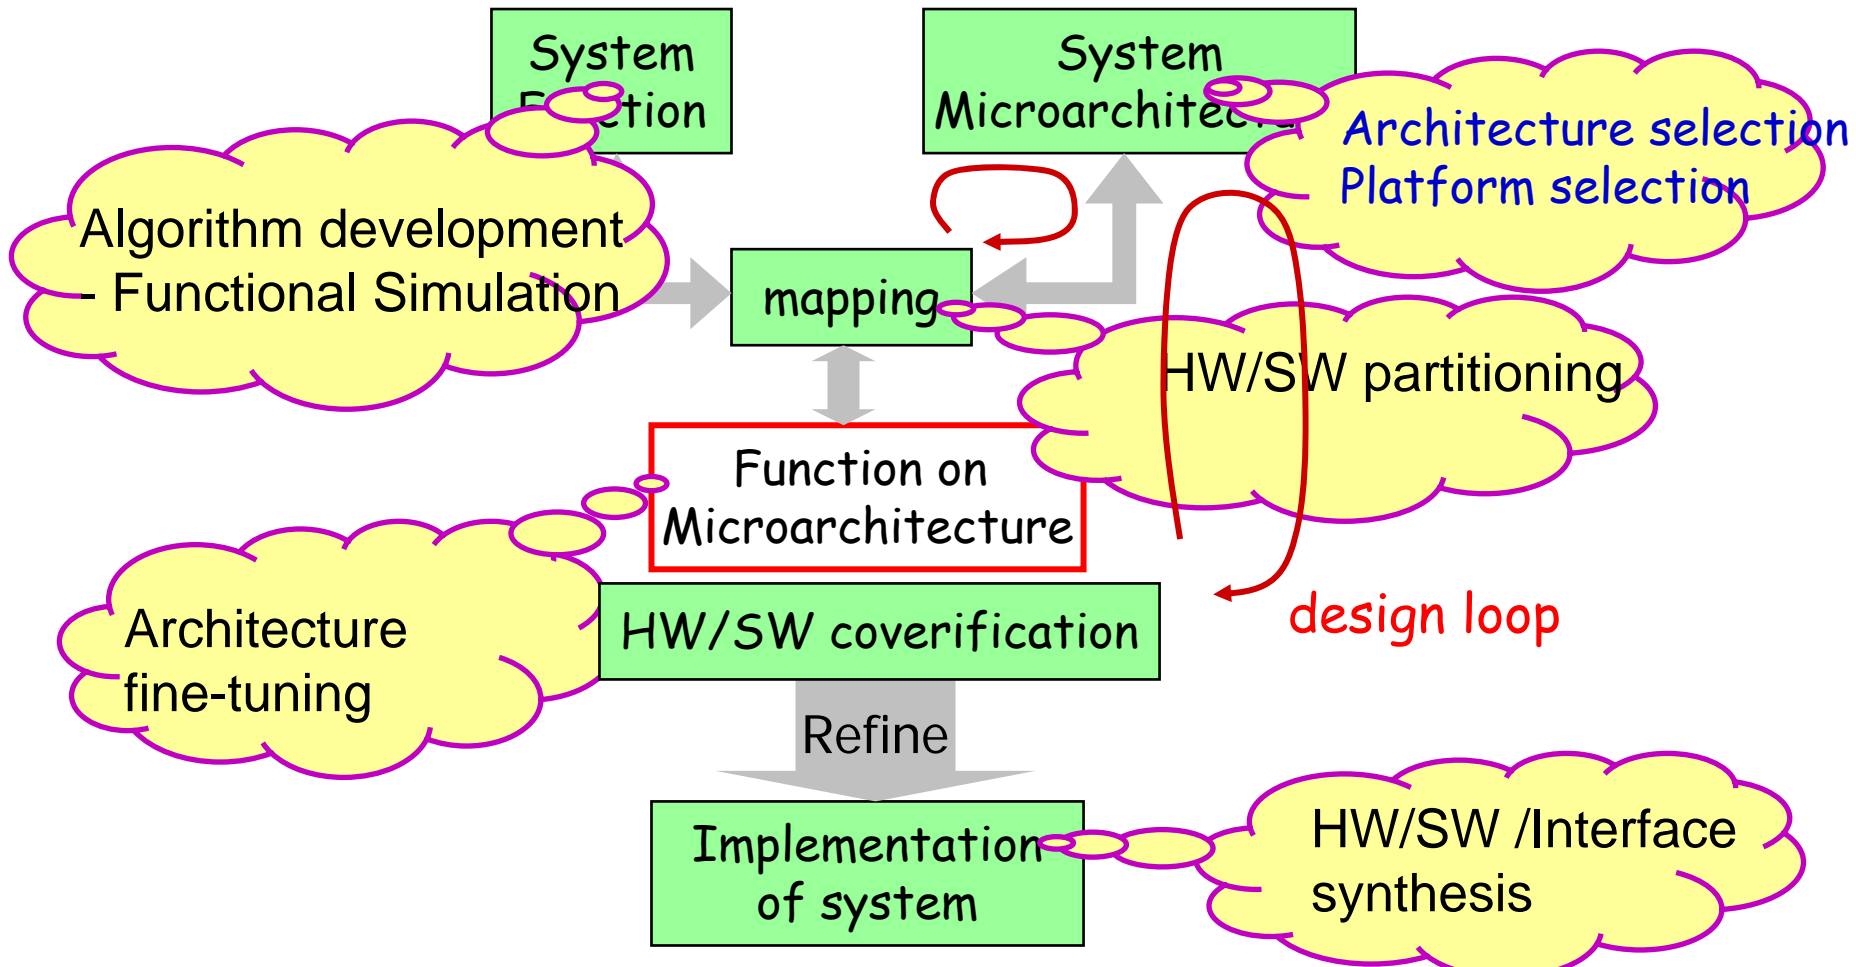 System
System
Microarchitectu
Architecture selection
Platform selection
Algorithm development
- Functional Simulation
mapping
HW/SW partitioning
Function on
Microarchitecture
Architecture
fine-tuning
HW/SW coverification
design loop
Refine
Implementation
of system
HW/SW /Interface
synthesis